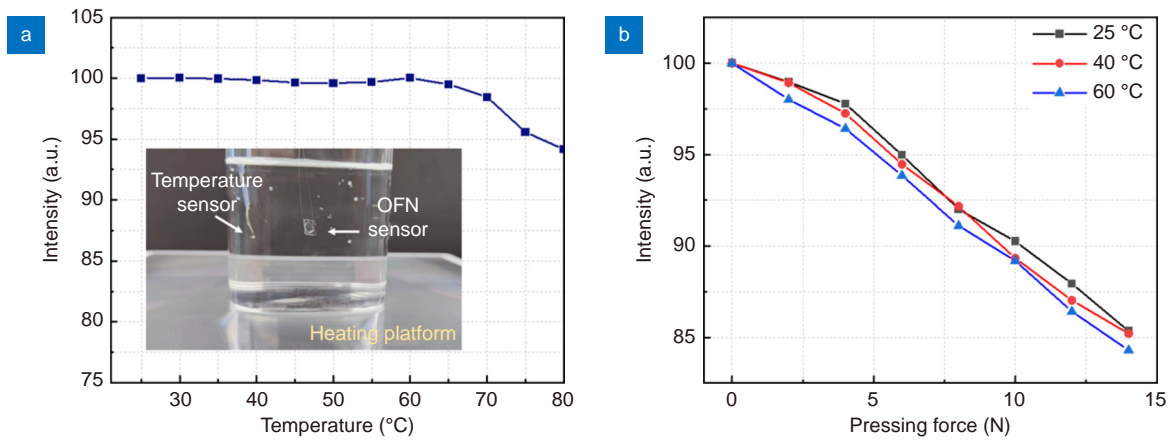 a
105
100
95
90
85
80
75
Intensity (a.u.)
30
40
50
60
70
80
Temperature (°C)
Temperature
sensor
OFN
sensor
Heating platform
b
100
95
90
85
Intensity (a.u.)
0
5
10
15
Pressing force (N)
25 °C
40 °C
60 °C